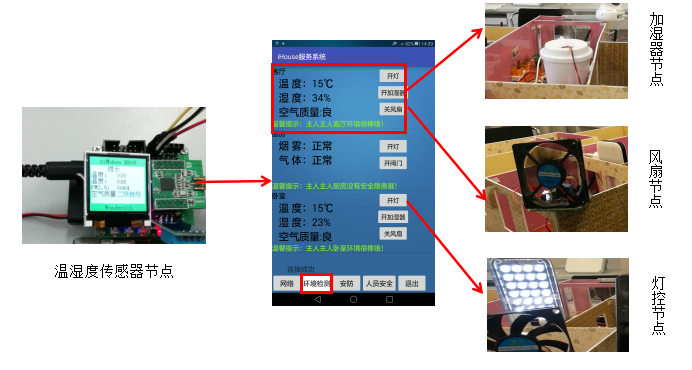 加湿器节点
风扇节点
灯控节点
温湿度传感器节点
14:39
iHouse服务系统
客厅
温 度：15℃
湿 度：34%
空气质量:良
温馨提示：主人主人客厅环境很棒哦！
开灯
开加湿器
关风扇
烟 雾：正常
气 体：正常
开灯
开阀门
温馨提示：主人主人厨房没有安全隐患哦！
卧室
温 度：15℃
湿 度：23%
空气质量:良
温馨提示：主人主人卧室环境很棒哦！
开灯
开加湿器
关风扇
连接成功
网络
环境检测
安防
人员安全
退出